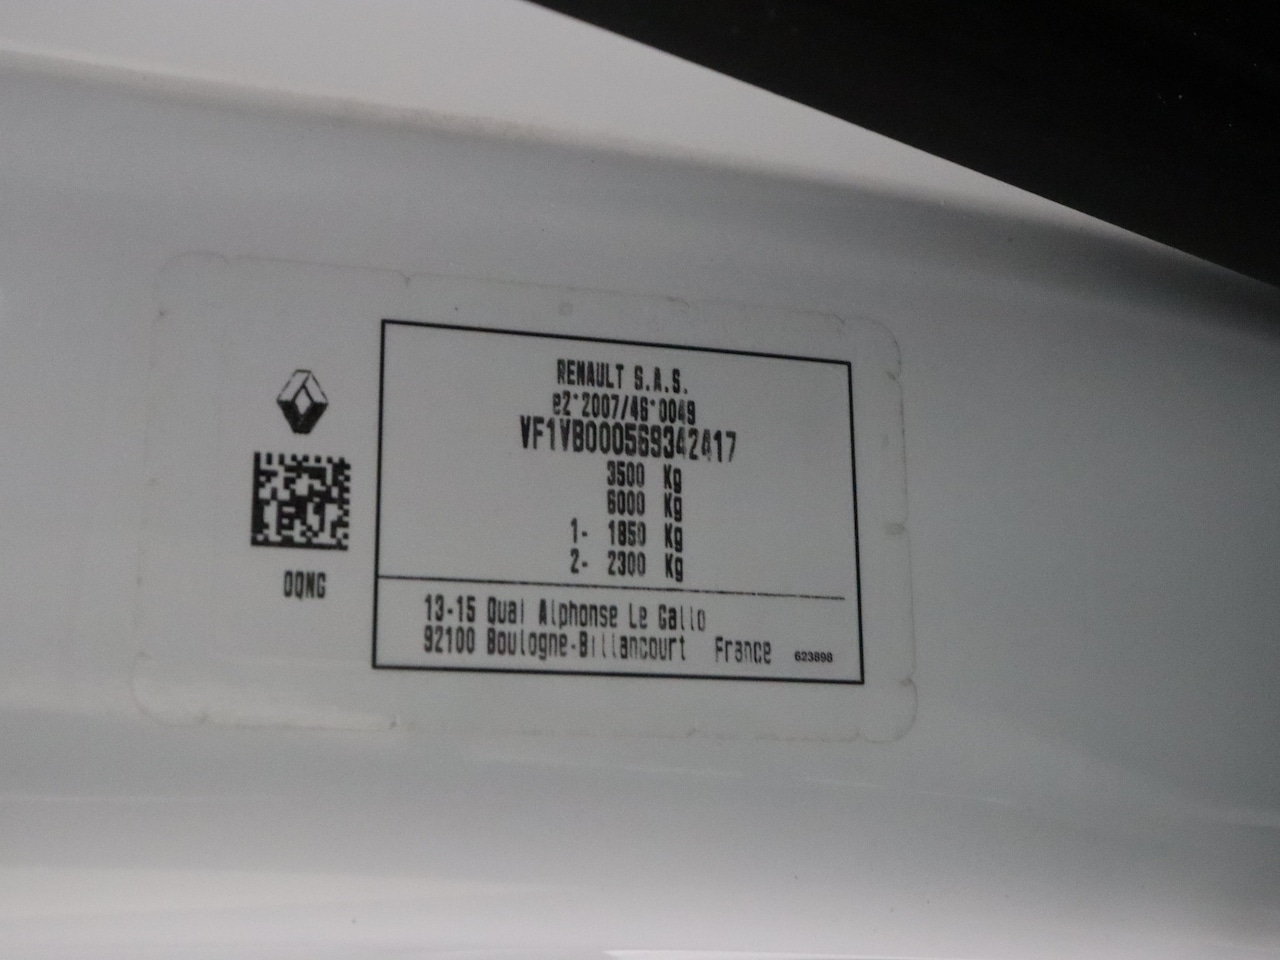 RENAULT S.A.S.
e2*2007/46*0049
VF1VB000569342417
3500 Kg
6000 Kg
1- 1850 Kg
2- 2300 Kg
OQNG
13-15 Quai Alphonse Le Gallo
92100 Boulogne-Billancourt France 623898